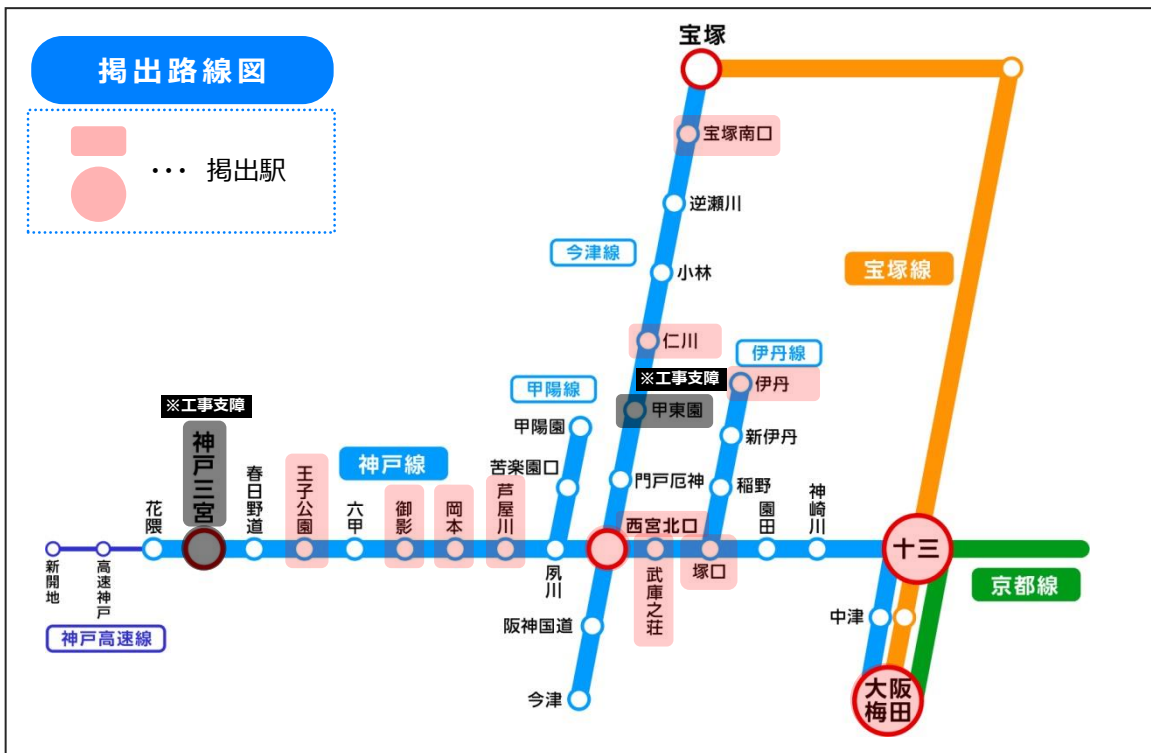 掲出路線図
・・・ 掲出駅
宝塚
宝塚南口
逆瀬川
今津線
小林
宝塚線
仁川
伊丹線
※工事支障
伊丹
甲東園
甲陽線
甲陽園
新伊丹
苦楽園口
門戸厄神
稲野
※工事支障
神戸三宮
神戸線
花隈
春日野道
王子公園
六甲
御影
岡本
芦屋川
夙川
西宮北口
武庫之荘
塚口
園田
神崎川
十三
京都線
新開地
高速神戸
神戸高速線
阪神国道
中津
今津
大阪
梅田